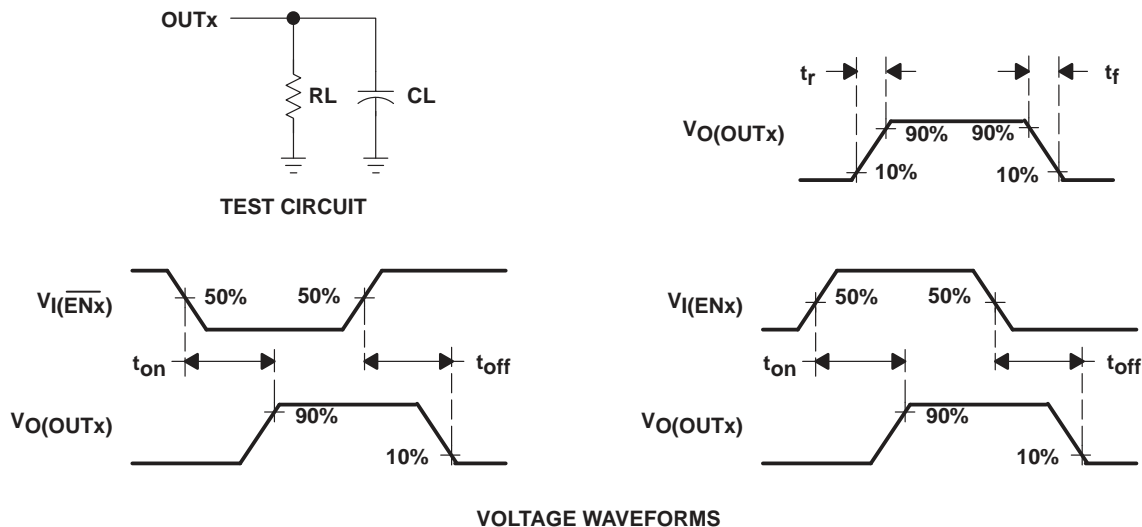 OUTx
RL
CL
TEST CIRCUIT
tr
tf
VO(OUTx)
90%
90%
10%
10%
VI(E̅N̅x̅)
50%
50%
ton
toff
VO(OUTx)
90%
10%
VI(ENx)
50%
50%
ton
toff
VO(OUTx)
90%
10%
VOLTAGE WAVEFORMS